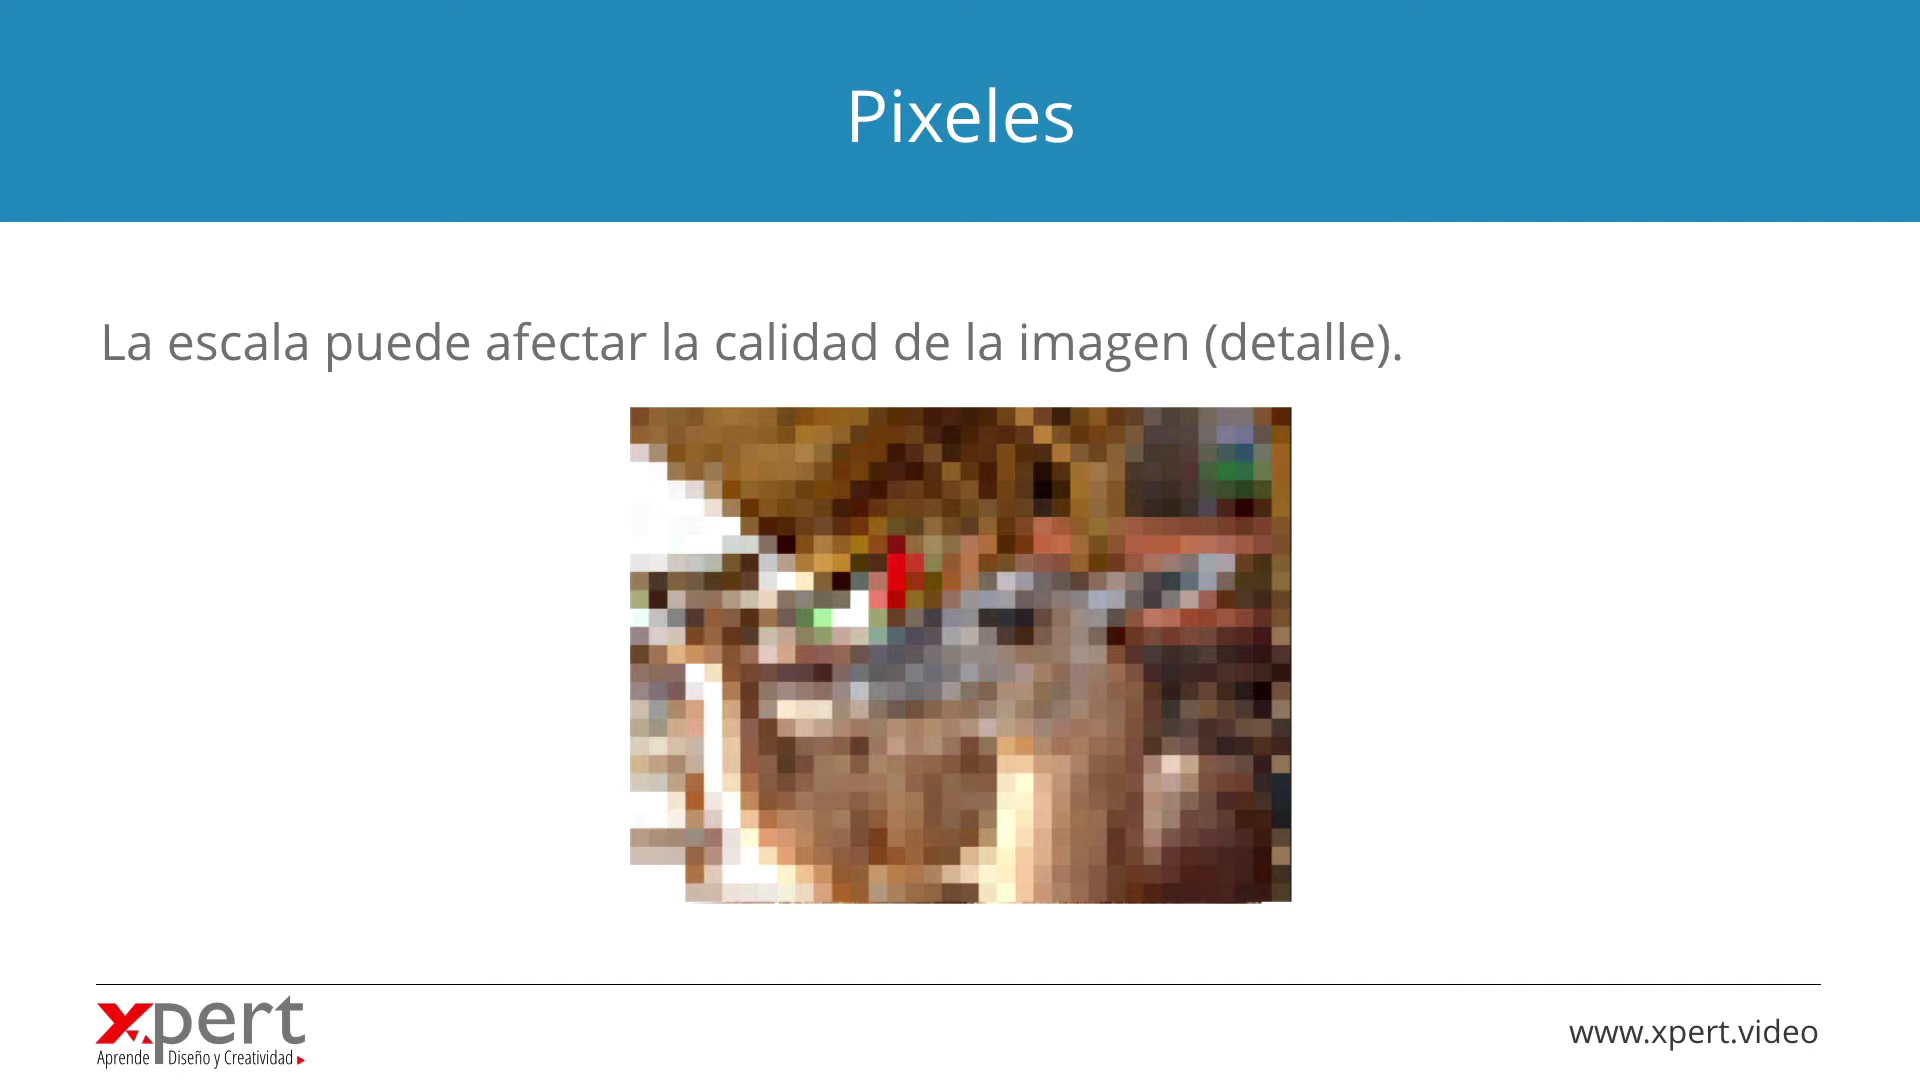 Pixeles
La escala puede afectar la calidad de la imagen (detalle).
xpert
Aprende Diseño y Creatividad
www.xpert.video